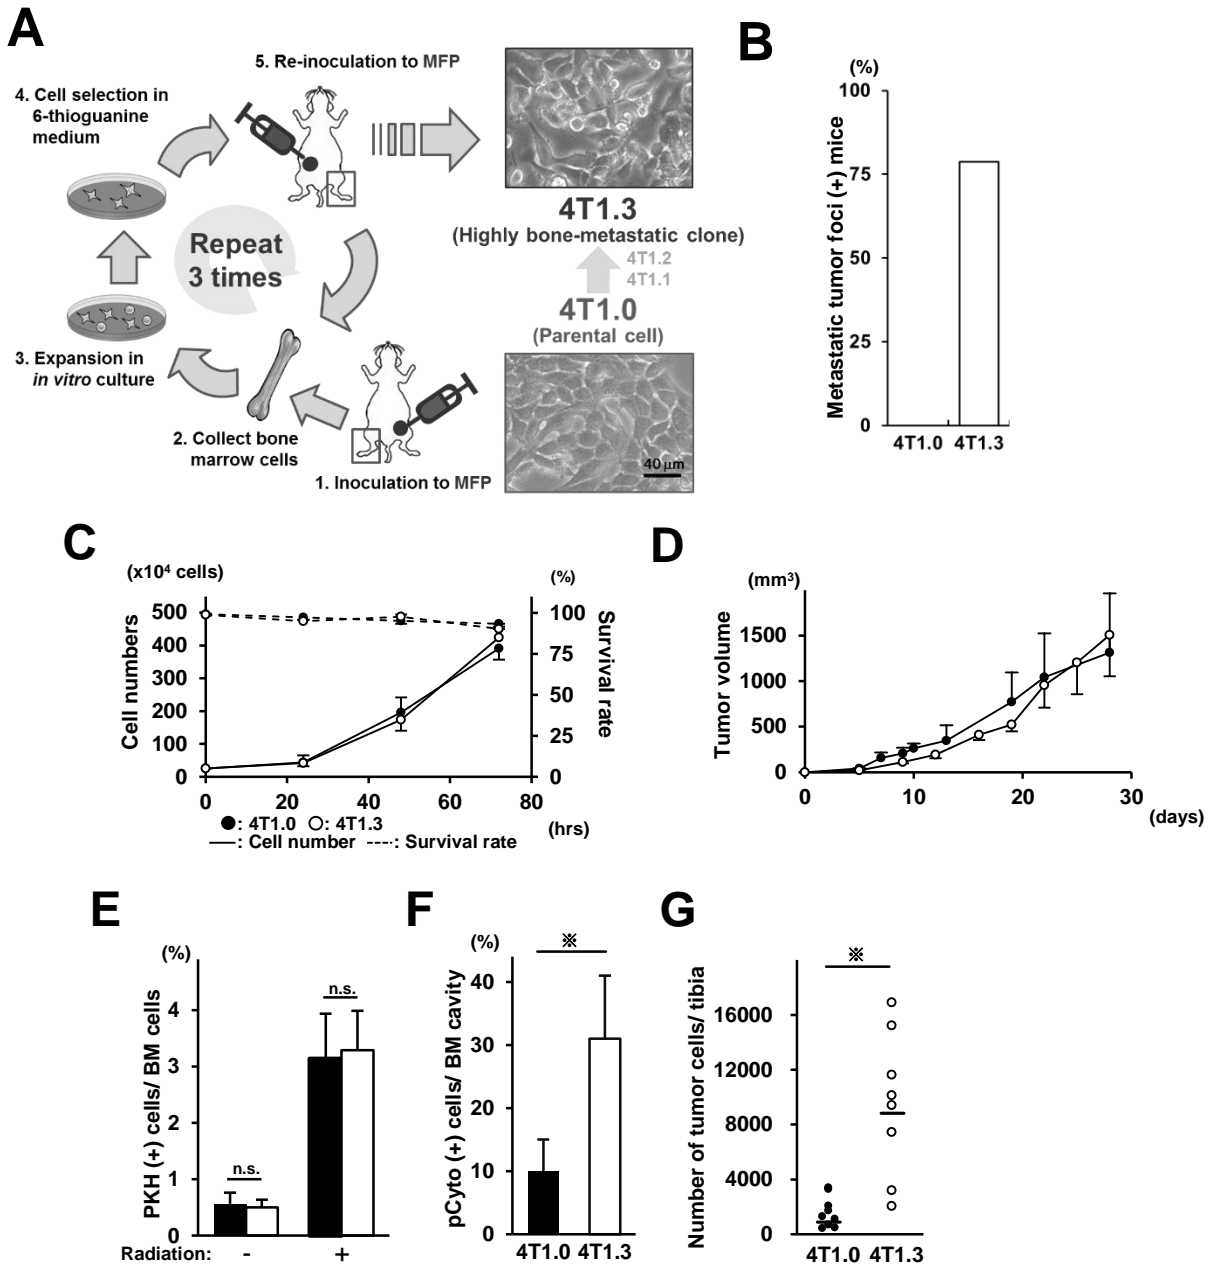 A
5. Re-inoculation to MFP
4. Cell selection in
6-thioguanine
medium
Repeat
3 times
3. Expansion in
in vitro culture
2. Collect bone
marrow cells
1. Inoculation to MFP
4T1.3
(Highly bone-metastatic clone)
4T1.2
4T1.1
4T1.0
(Parental cell)
40 μm
B
(%)
Metastatic tumor foci (+) mice
100
75
50
25
0
4T1.0 4T1.3
C
(x10⁴ cells)
(%)
Cell numbers
500
400
300
200
100
0
100
75
50
25
0
Survival rate
0 20 40 60 80
(hrs)
●: 4T1.0 ○: 4T1.3
—: Cell number ----: Survival rate
D
(mm³)
Tumor volume
1500
1000
500
0
0 10 20 30
(days)
E
(%)
PKH (+) cells/ BM cells
4
3
2
1
0
n.s.
n.s.
Radiation: - +
F
(%)
pCyto (+) cells/ BM cavity
40
30
20
10
0
※
4T1.0 4T1.3
G
Number of tumor cells/ tibia
16000
12000
8000
4000
0
※
4T1.0 4T1.3